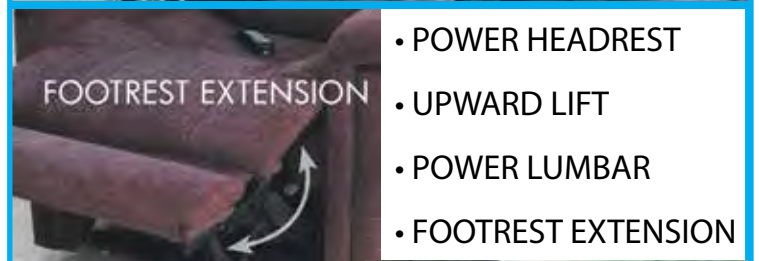 FOOTREST EXTENSION
• POWER HEADREST
• UPWARD LIFT
• POWER LUMBAR
• FOOTREST EXTENSION